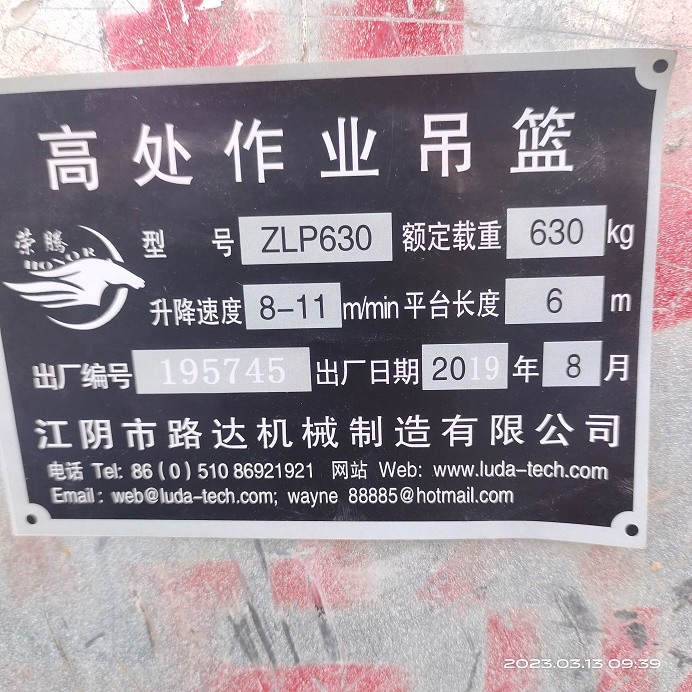 高处作业吊篮
荣腾
HONOR
型 号 ZLP630 额定载重 630 kg
升降速度 8-11 m/min 平台长度 6 m
出厂编号 195745 出厂日期 2019 年 8 月
江阴市路达机械制造有限公司
电话 Tel: 86(0)510 86921921 网站 Web: www.luda-tech.com
Email: web@luda-tech.com; wayne 88885@hotmail.com
2023.03.13 09:39